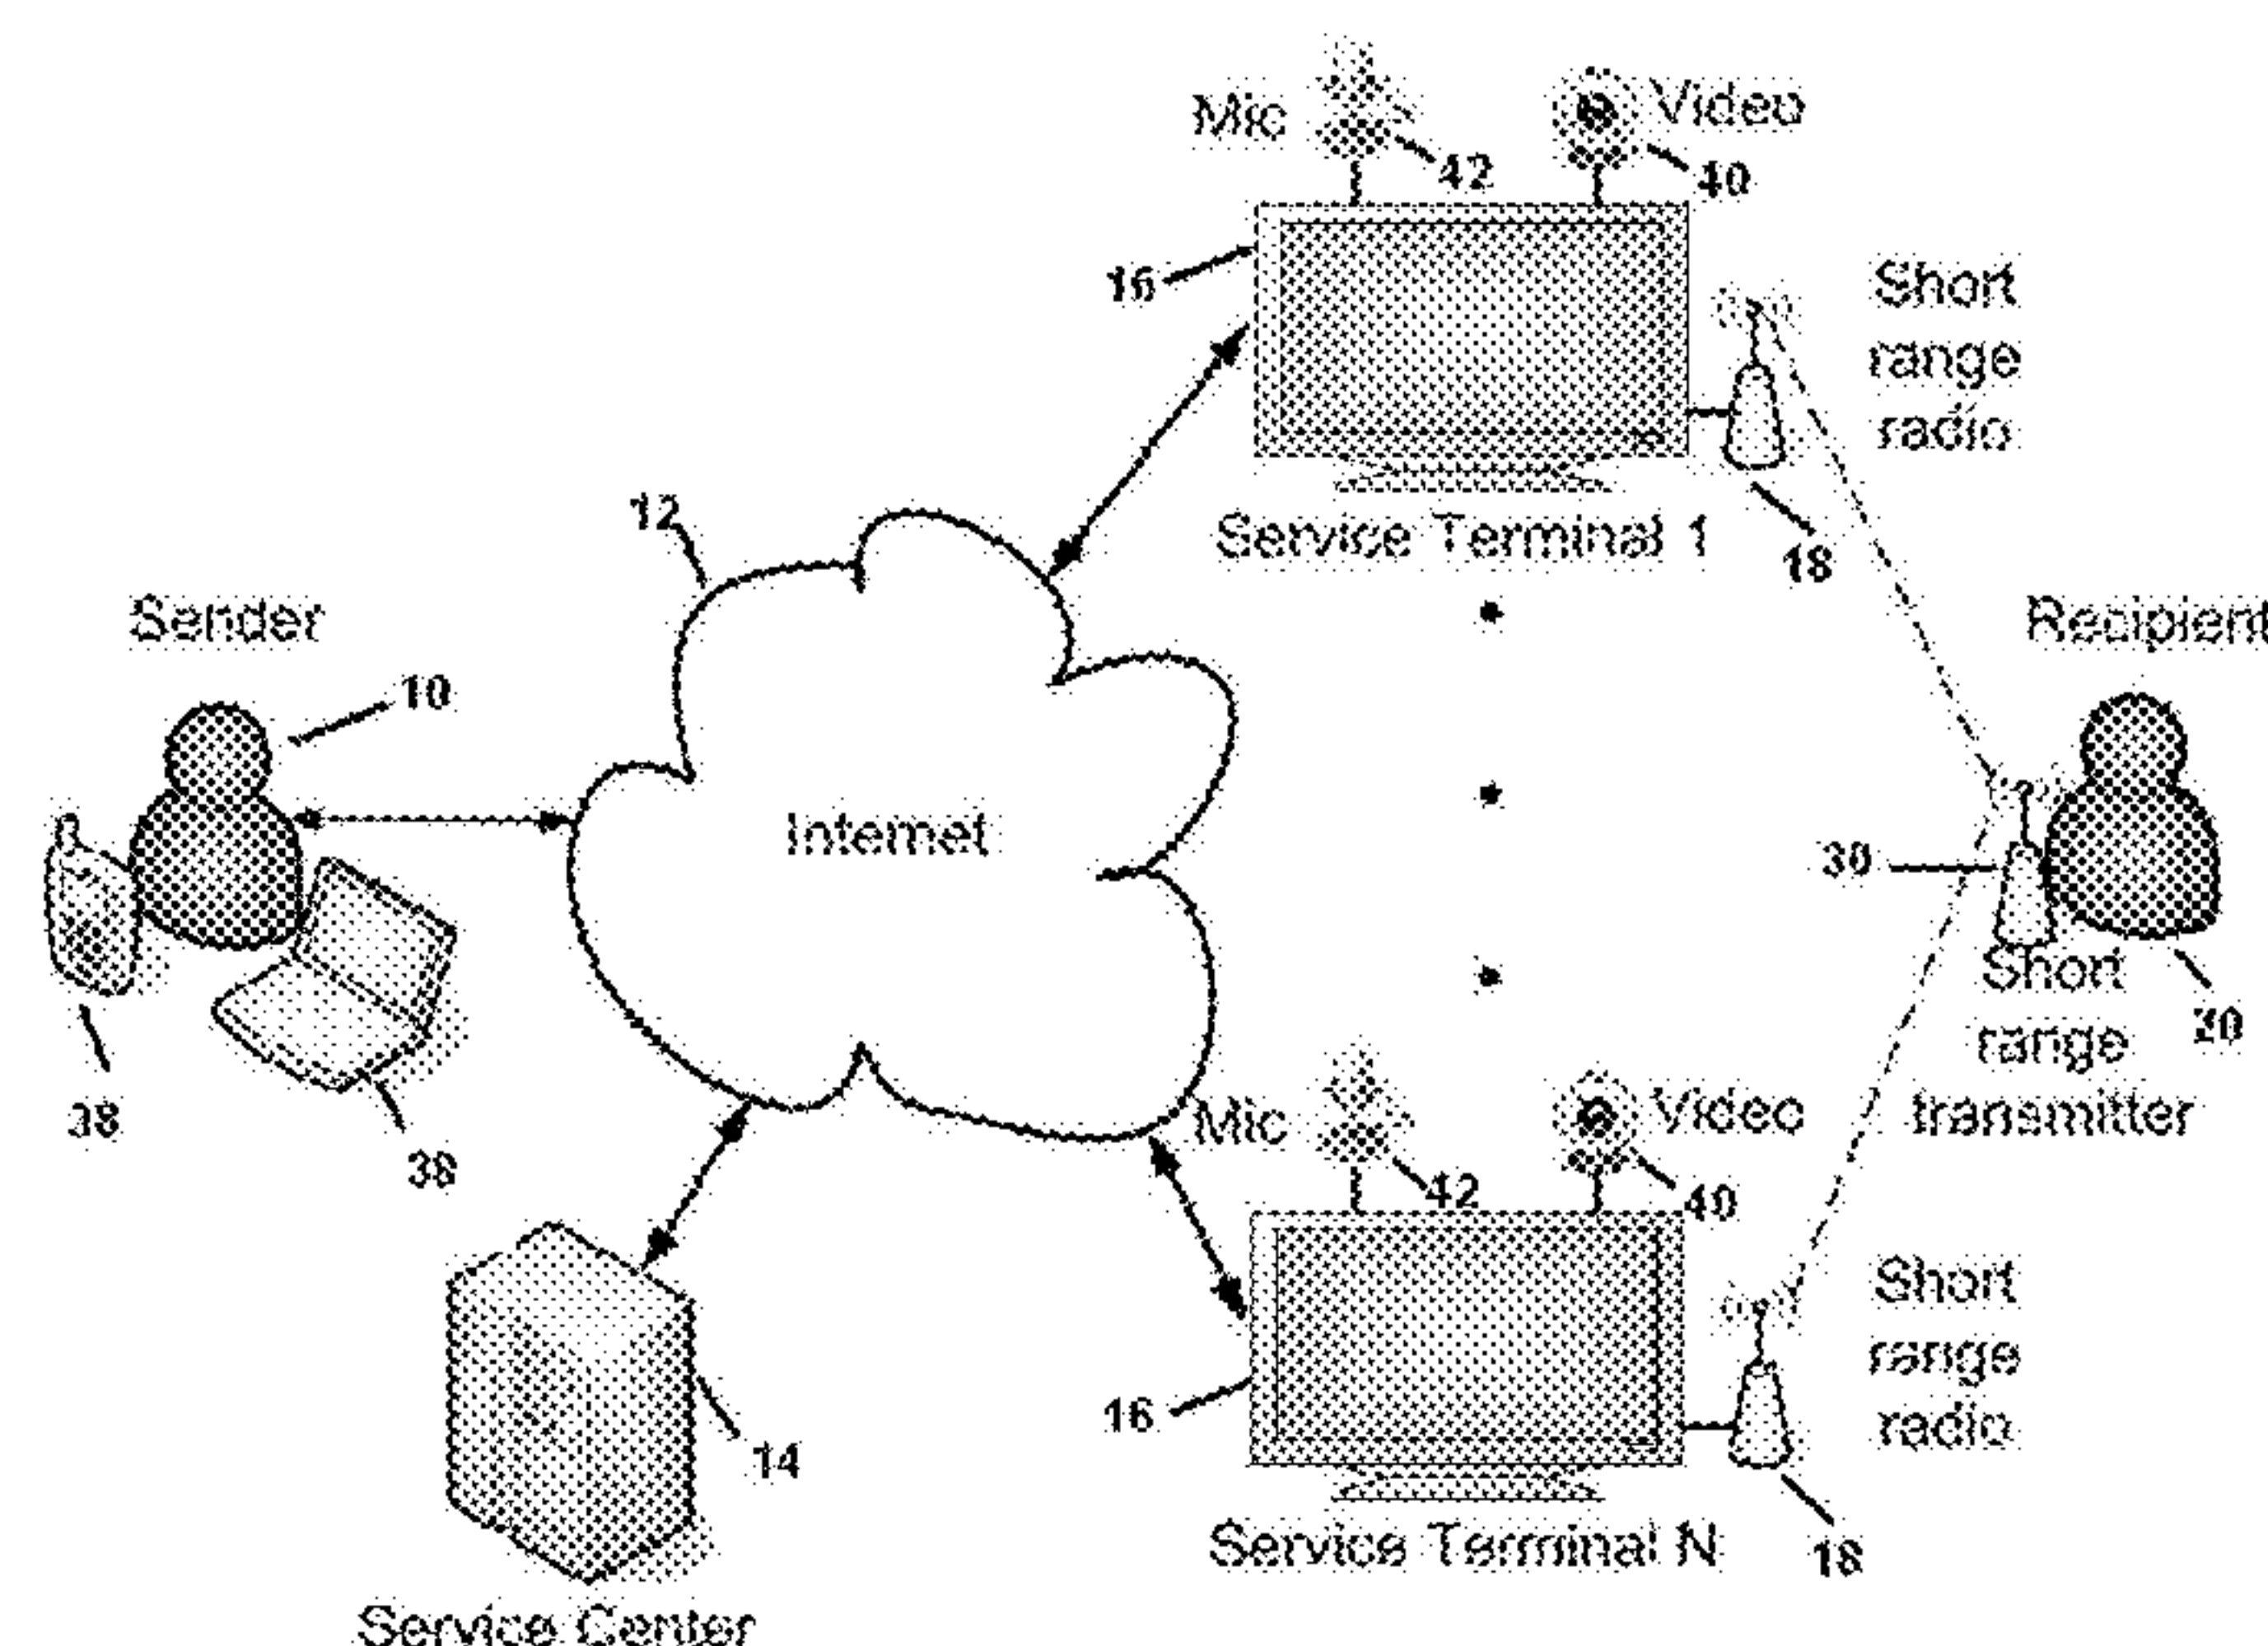 Mic
Video
42
40
16
Short
range
radio
Service Terminal 1
18
12
Sender
10
Recipient
Internet
30
Short
range
transmitter
20
38
38
Mic
Video
42
40
Short
range
radio
16
14
Service Terminal N
18
Service Center